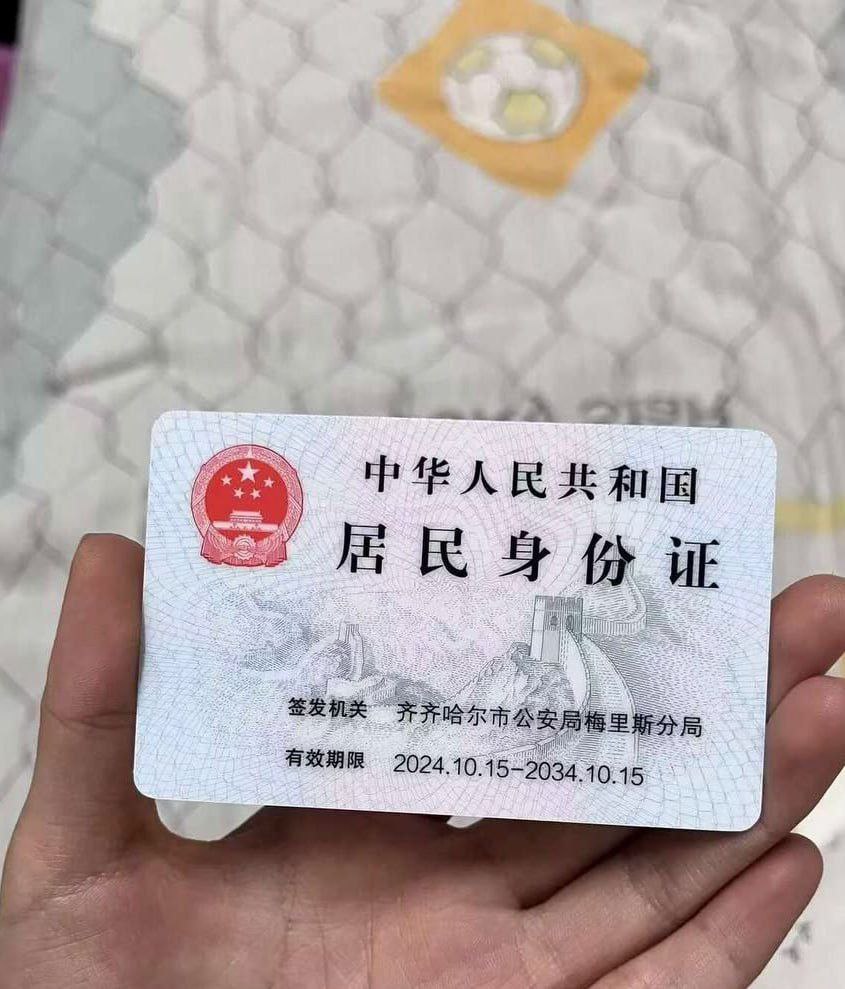 中华人民共和国
居民身份证
签发机关 齐齐哈尔市公安局梅里斯分局
有效期限 2024.10.15-2034.10.15